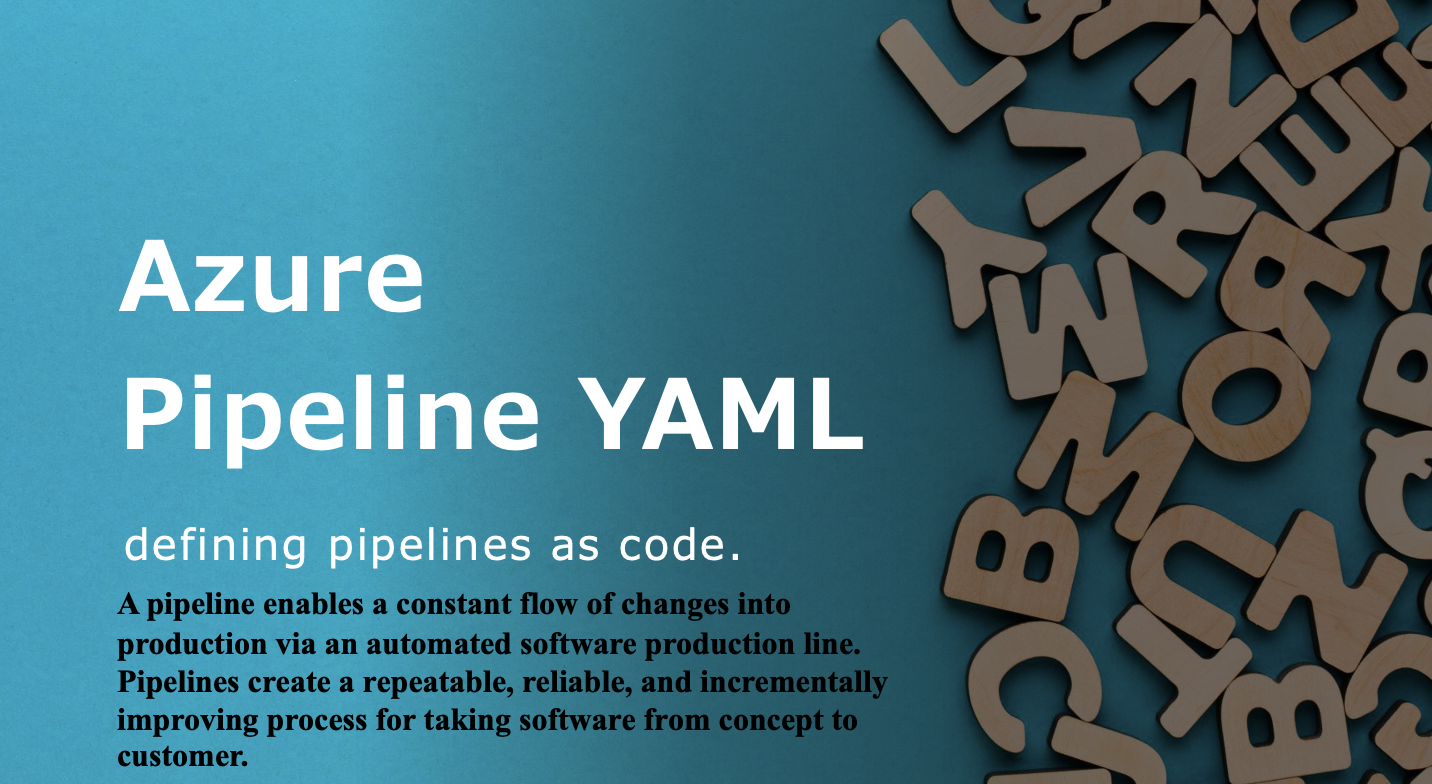 Azure
Pipeline YAML
defining pipelines as code.
A pipeline enables a constant flow of changes into
production via an automated software production line.
Pipelines create a repeatable, reliable, and incrementally
improving process for taking software from concept to
customer.